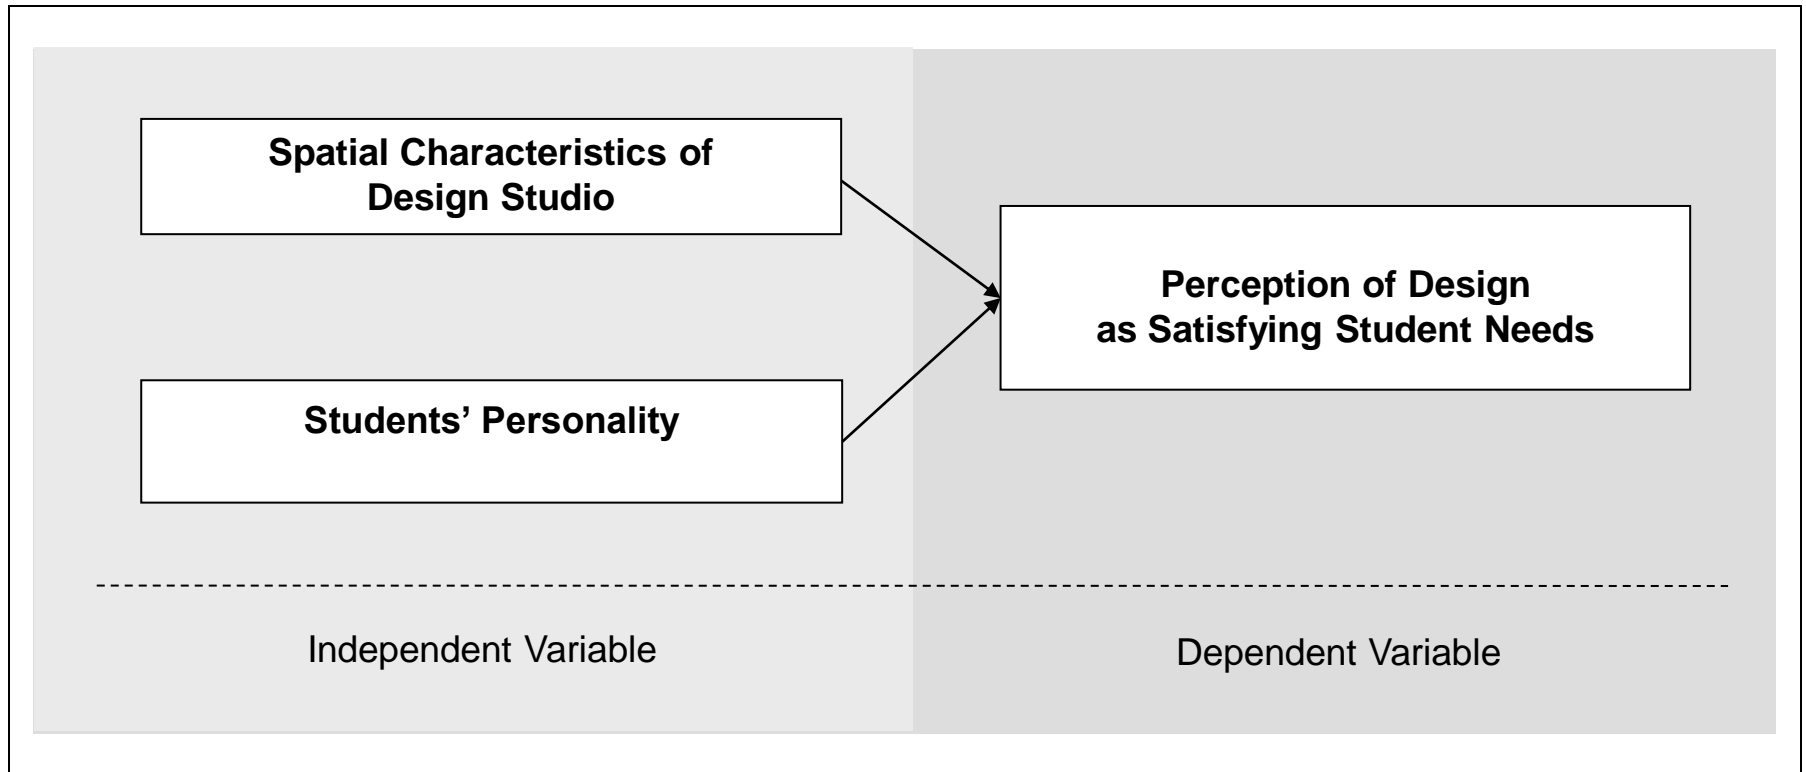 Spatial Characteristics of
Design Studio
Perception of Design
as Satisfying Student Needs
Students’ Personality
Independent Variable
Dependent Variable